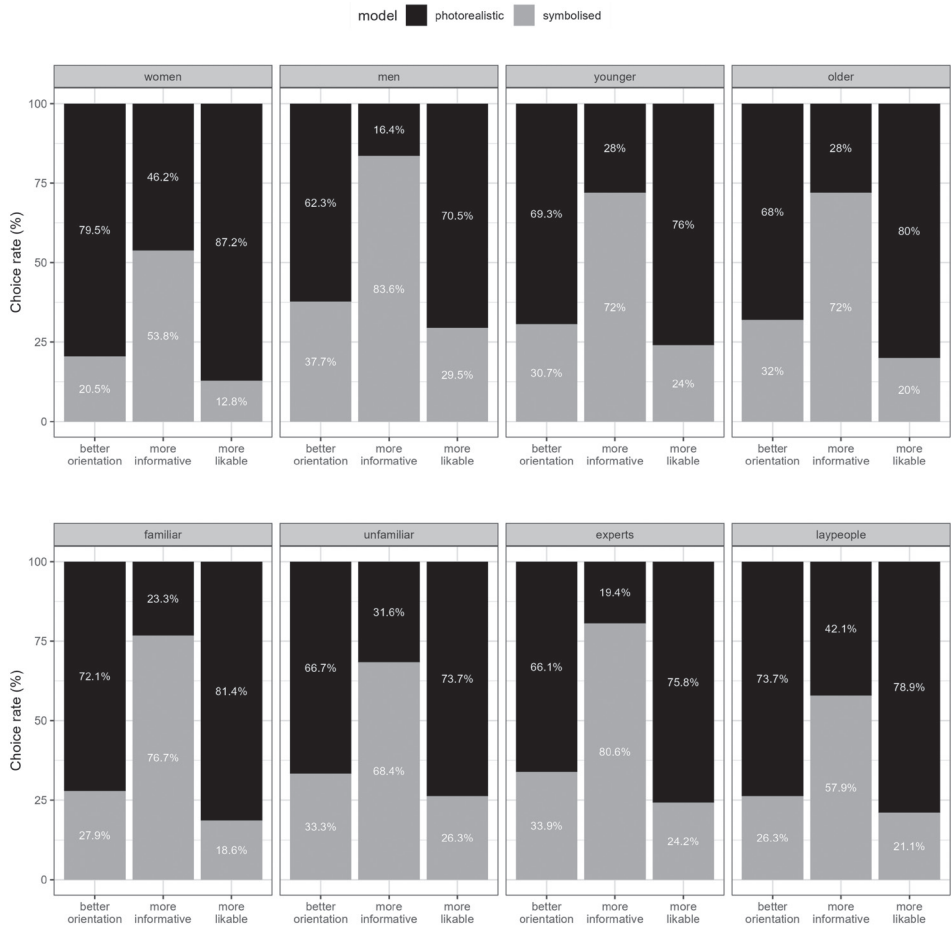 model photorealistic symbolised
women men younger older
Choice rate (%)
100
75
50
25
0
79.5% 46.2% 87.2%
20.5% 53.8% 12.8%
62.3% 16.4% 70.5%
37.7% 83.6% 29.5%
69.3% 28% 76%
30.7% 72% 24%
68% 28% 80%
32% 72% 20%
better more more better more more better more more better more more
orientation informative likable orientation informative likable orientation informative likable orientation informative likable
familiar unfamiliar experts laypeople
Choice rate (%)
100
75
50
25
0
72.1% 23.3% 81.4%
27.9% 76.7% 18.6%
66.7% 31.6% 73.7%
33.3% 68.4% 26.3%
66.1% 19.4% 75.8%
33.9% 80.6% 24.2%
73.7% 42.1% 78.9%
26.3% 57.9% 21.1%
better more more better more more better more more better more more
orientation informative likable orientation informative likable orientation informative likable orientation informative likable